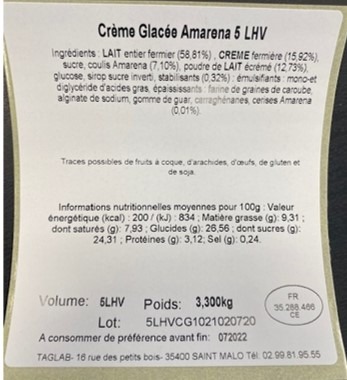 Crème Glacée Amarena 5 LHV
Ingrédients : LAIT entier fermier (58,81%) , CREME fermière (15,92%),
sucre, coulis Amarena (7,10%), poudre de LAIT écrémé (12,73%),
glucose, sirop sucre inverti, stabilisants (0,32%) : émulsifiants : mono-et
diglycéride d'acides gras, épaississants : farine de graines de caroube,
alginate de sodium, gomme de guar, carraghénanes, cerises Amarena
(0,01%).
Traces possibles de fruits à coque, d'arachides, d'œufs, de gluten et
de soja.
Informations nutritionnelles moyennes pour 100g : Valeur
énergétique (kcal) : 200 / (kJ) : 834 ; Matière grasse (g): 9,31 ;
dont saturés (g): 7,93 ; Glucides (g): 26,56 ; dont sucres (g):
24,31 ; Protéines (g): 3,12; Sel (g): 0,24.
Volume: 5LHV Poids: 3,300kg
Lot: 5LHVCG1021020720
FR
35.288.466
CE
A consommer de préférence avant fin: 072022
TAGLAB- 16 rue des petits bois- 35400 SAINT MALO Tél. 02.99.81.95.55